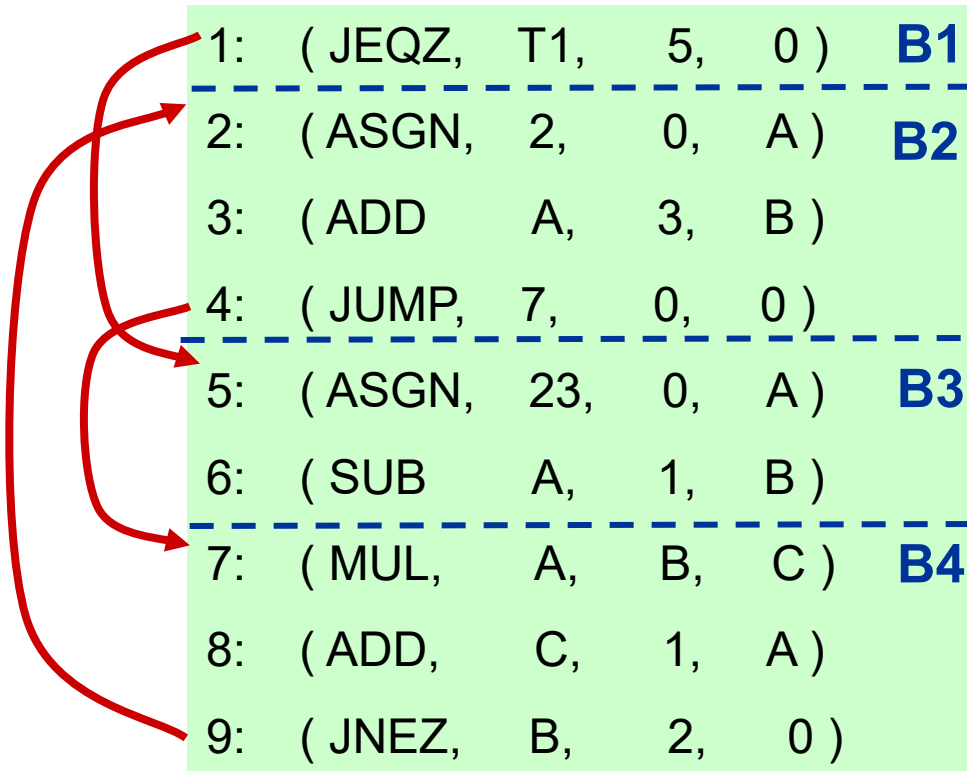 1: ( JEQZ, T1, 5, 0 ) B1
2: ( ASGN, 2, 0, A ) B2
3: ( ADD A, 3, B )
4: ( JUMP, 7, 0, 0 )
5: ( ASGN, 23, 0, A ) B3
6: ( SUB A, 1, B )
7: ( MUL, A, B, C ) B4
8: ( ADD, C, 1, A )
9: ( JNEZ, B, 2, 0 )